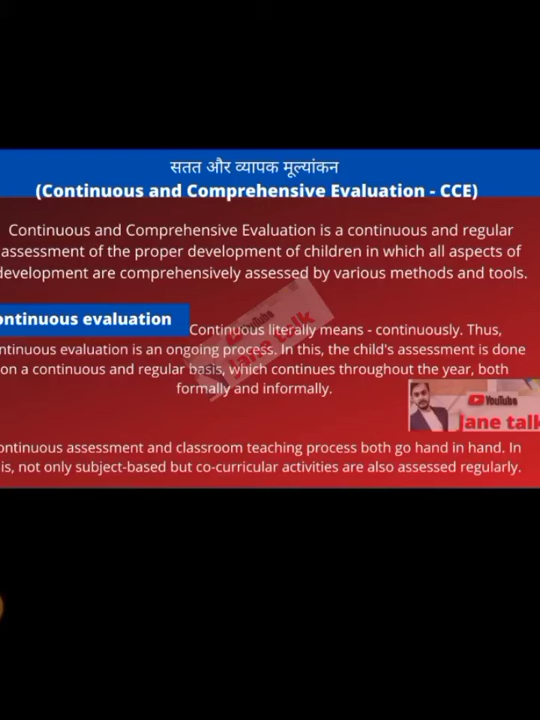 सतत और व्यापक मूल्यांकन
(Continuous and Comprehensive Evaluation - CCE)
Continuous and Comprehensive Evaluation is a continuous and regular
assessment of the proper development of children in which all aspects of
development are comprehensively assessed by various methods and tools.
ontinuous evaluation
Continuous literally means - continuously. Thus,
ntinuous evaluation is an ongoing process. In this, the child's assessment is done
on a continuous and regular basis, which continues throughout the year, both
formally and informally.
YouTube
Jane talk
YouTube
Jane talk
ontinuous assessment and classroom teaching process both go hand in hand. In
is, not only subject-based but co-curricular activities are also assessed regularly.